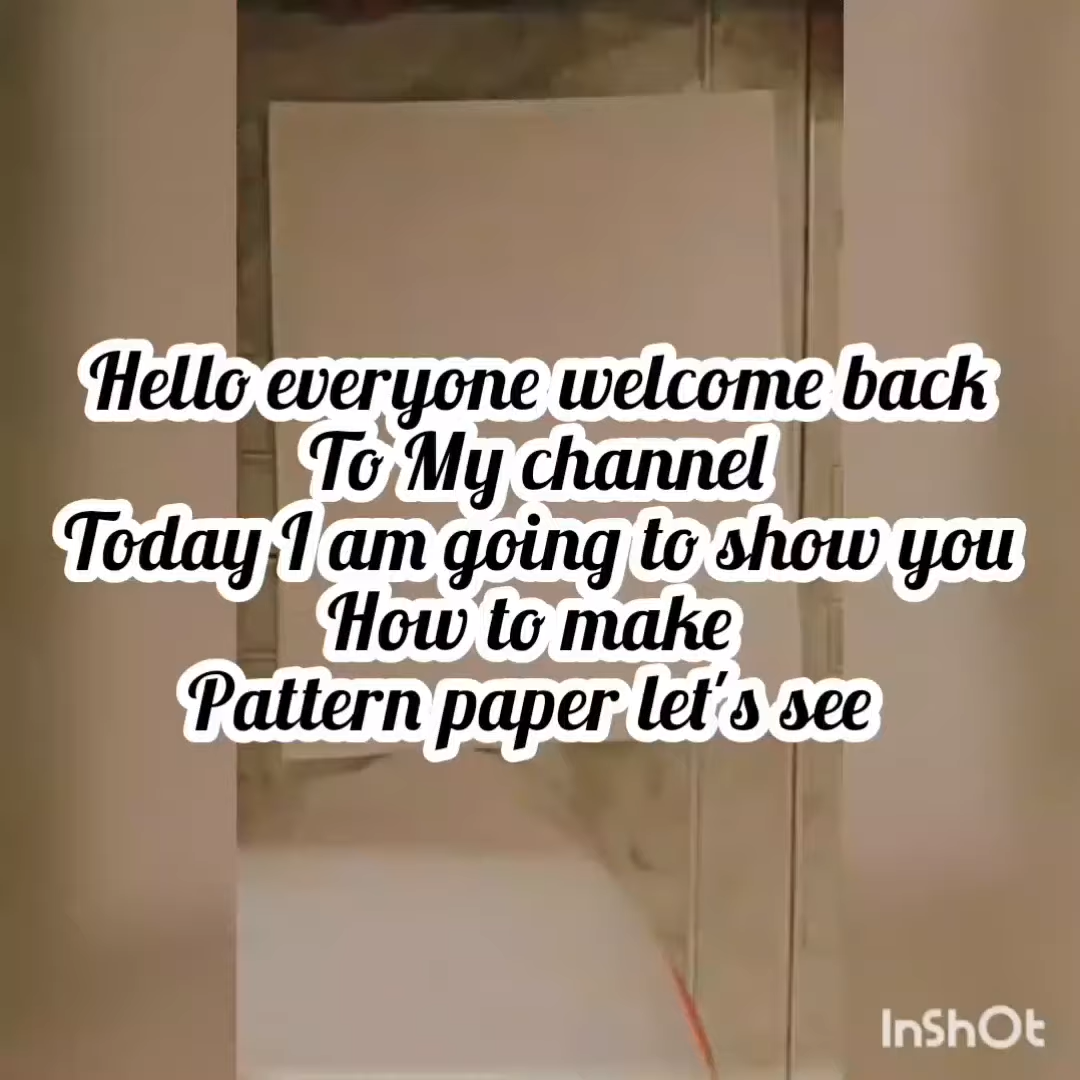 Hello everyone welcome back
To My channel
Today I am going to show you
How to make
Pattern paper let's see
InShOt